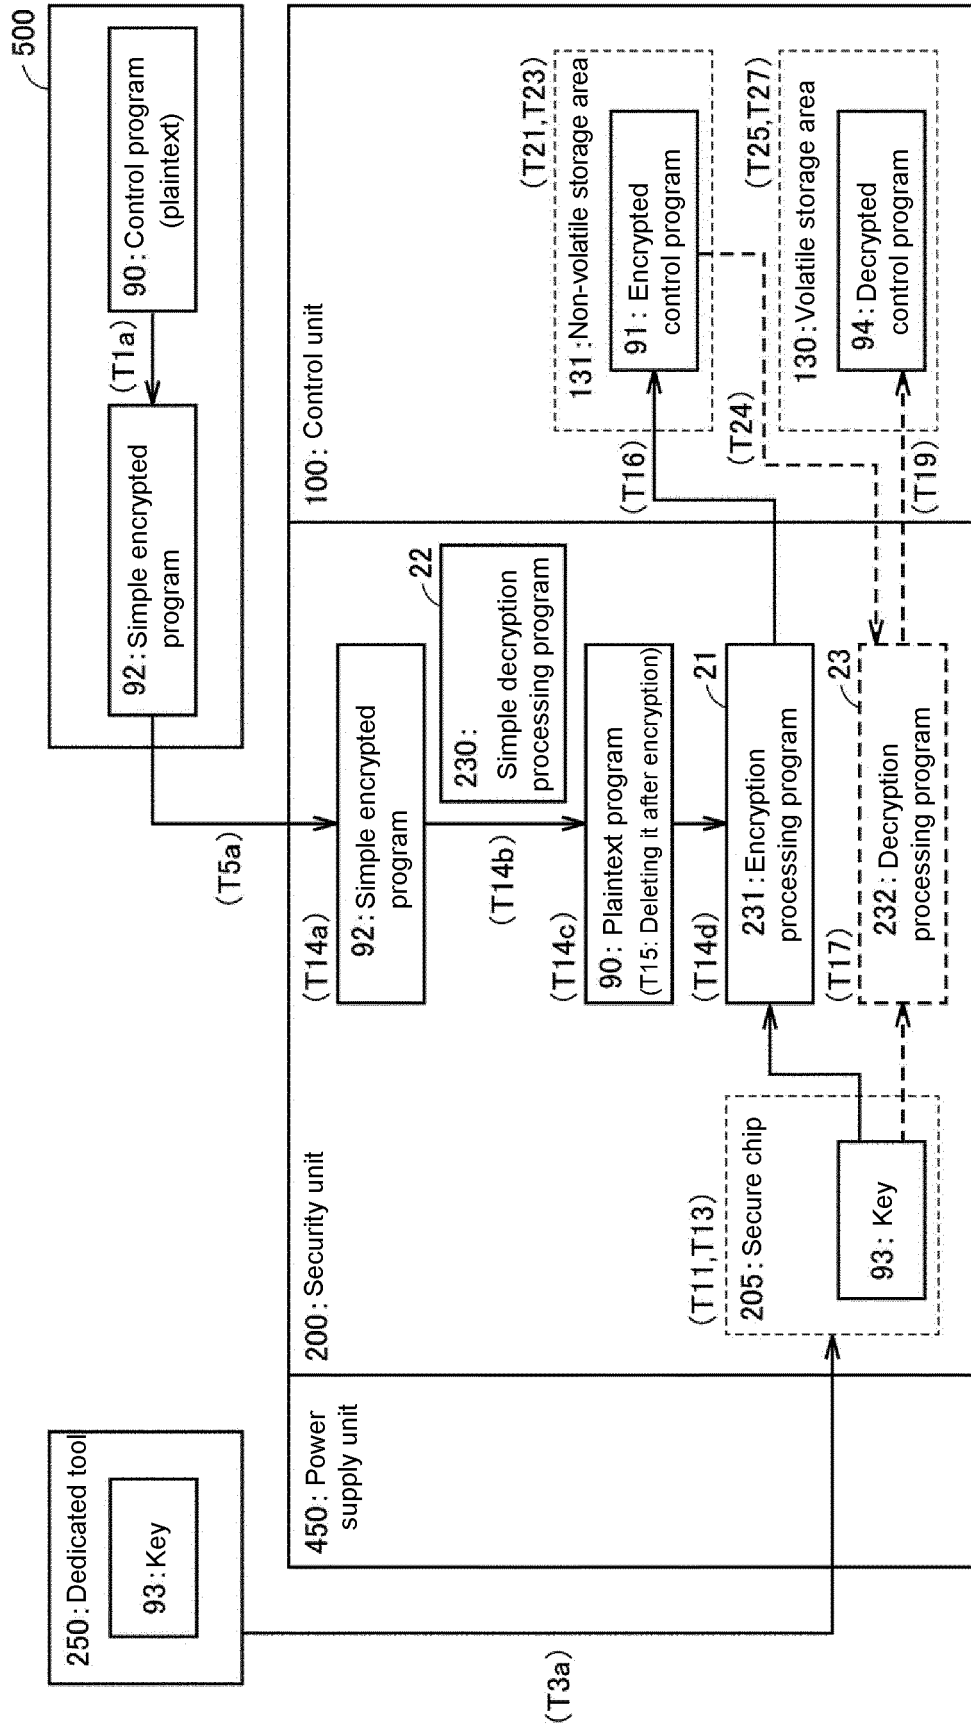 250:Dedicated tool
93:Key
(T3a)
500
90:Control program
(plaintext)
(T1a)
92:Simple encrypted
program
(T5a)
450:Power
supply unit
200:Security unit
100:Control unit
(T14a)
92:Simple encrypted
program
(T14b)
22
230:
Simple decryption
processing program
(T14c)
90:Plaintext program
(T15: Deleting it after encryption)
(T14d)
21
231:Encryption
processing program
(T11,T13)
205:Secure chip
93:Key
(T17)
23
232:Decryption
processing program
(T16)
(T21,T23)
131:Non-volatile storage area
91:Encrypted
control program
(T24)
(T25,T27)
130:Volatile storage area
94:Decrypted
control program
(T19)